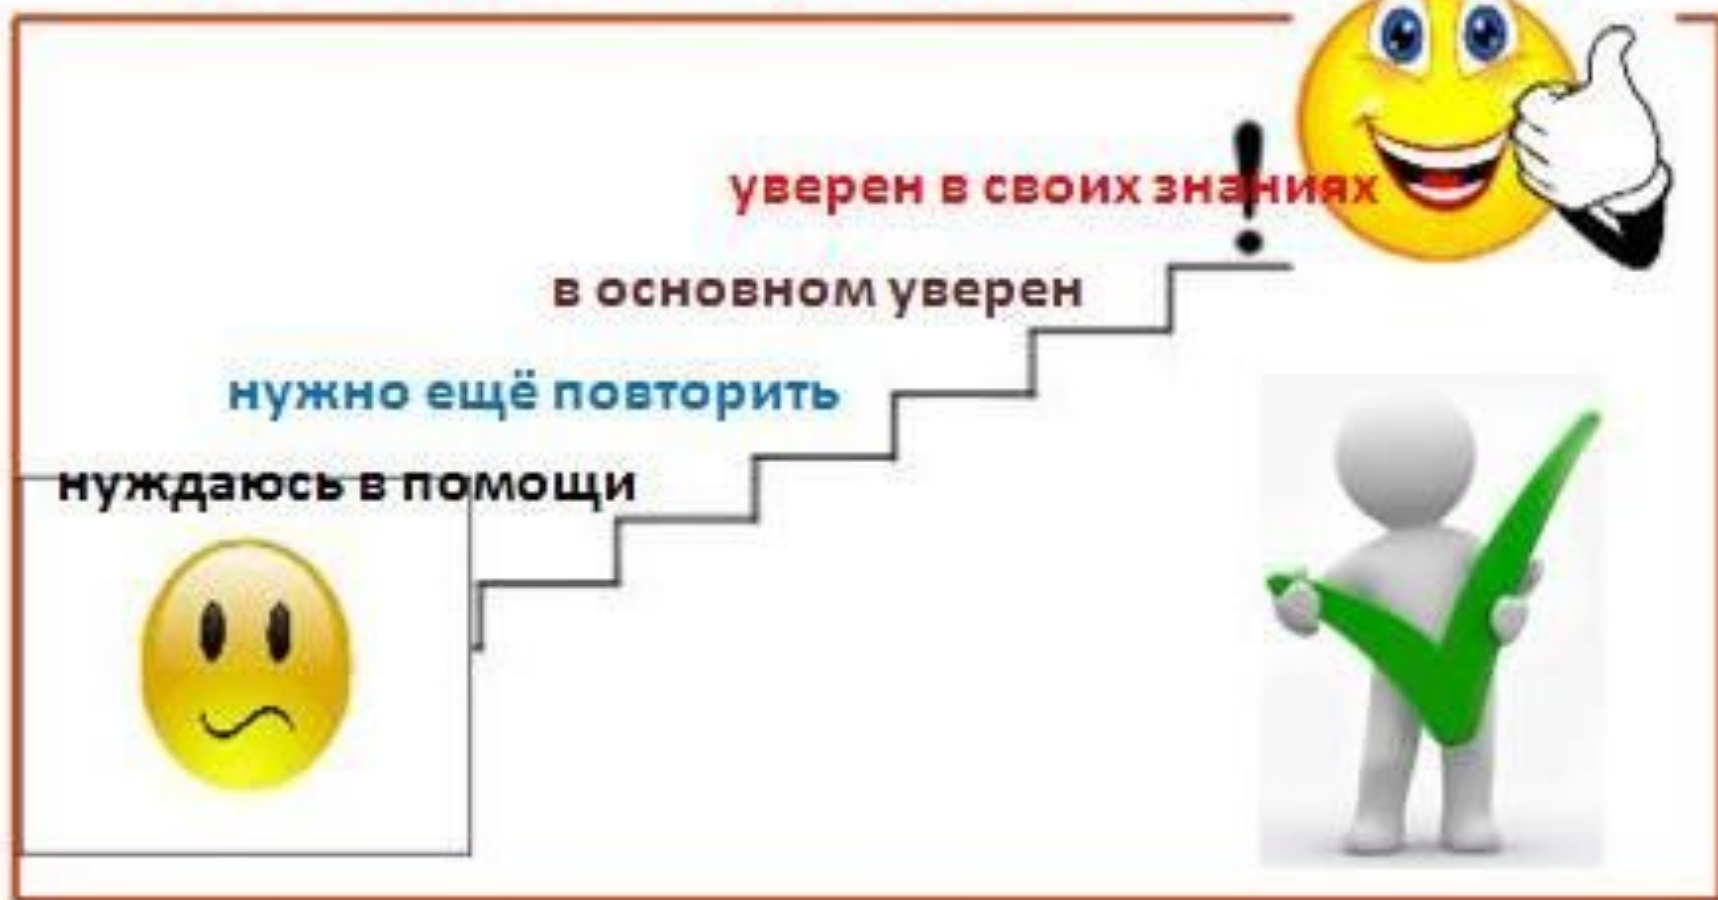 уверен в своих знаниях
!
в основном уверен
нужно ещё повторить
нуждаюсь в помощи